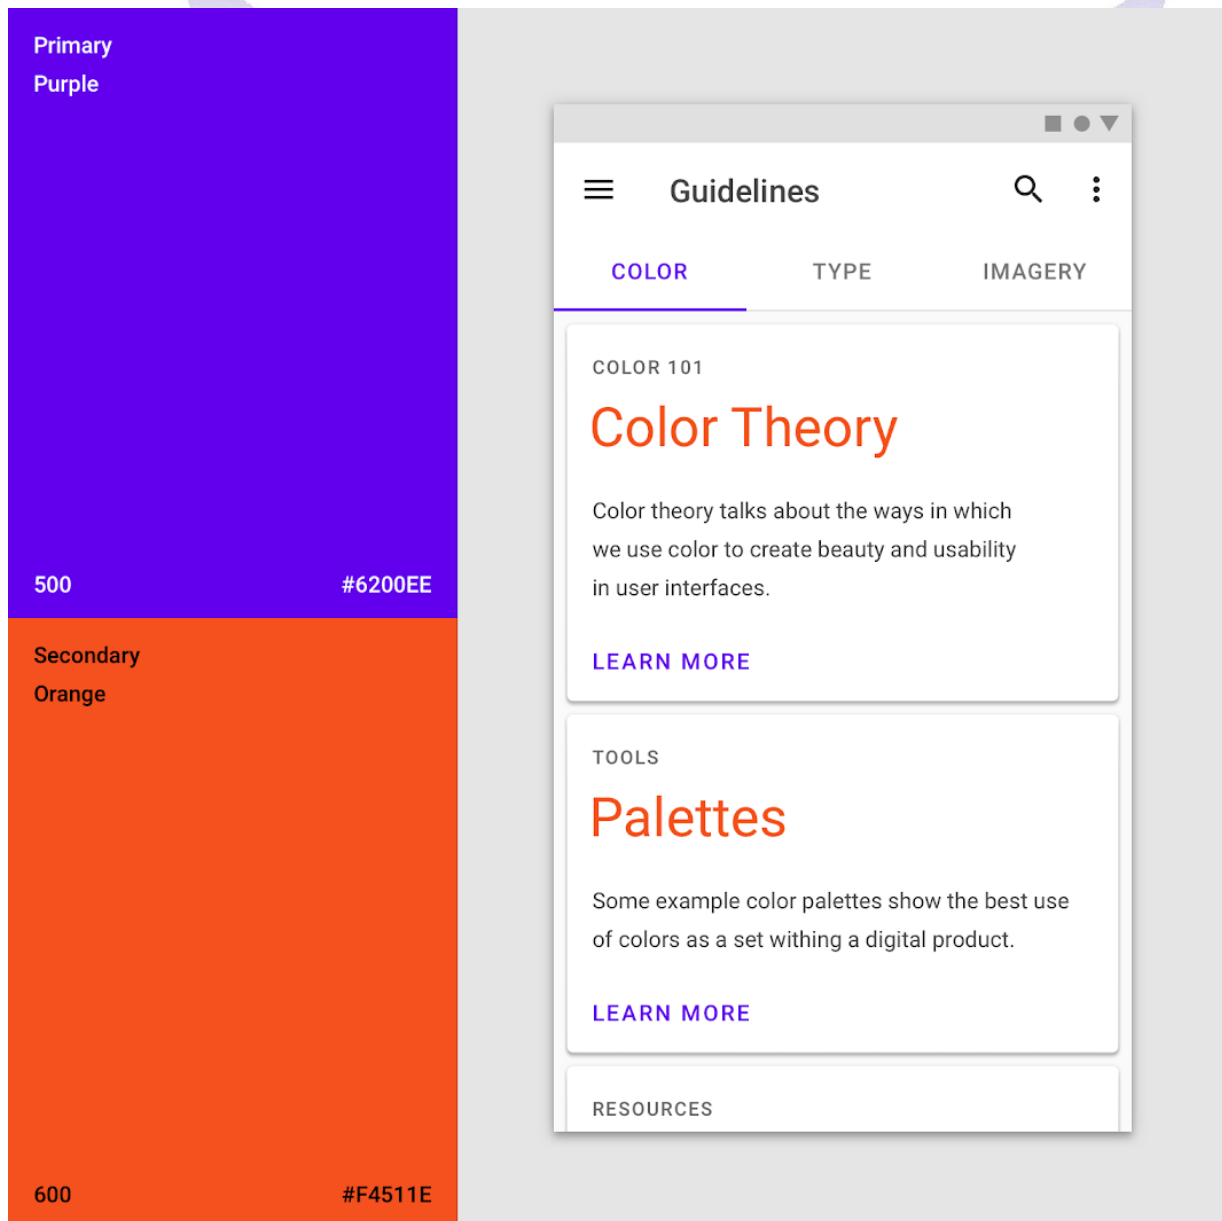 Primary
Purple
500 #6200EE
Secondary
Orange
600 #F4511E
Guidelines
COLOR TYPE IMAGERY
COLOR 101
Color Theory
Color theory talks about the ways in which
we use color to create beauty and usability
in user interfaces.
LEARN MORE
TOOLS
Palettes
Some example color palettes show the best use
of colors as a set withing a digital product.
LEARN MORE
RESOURCES